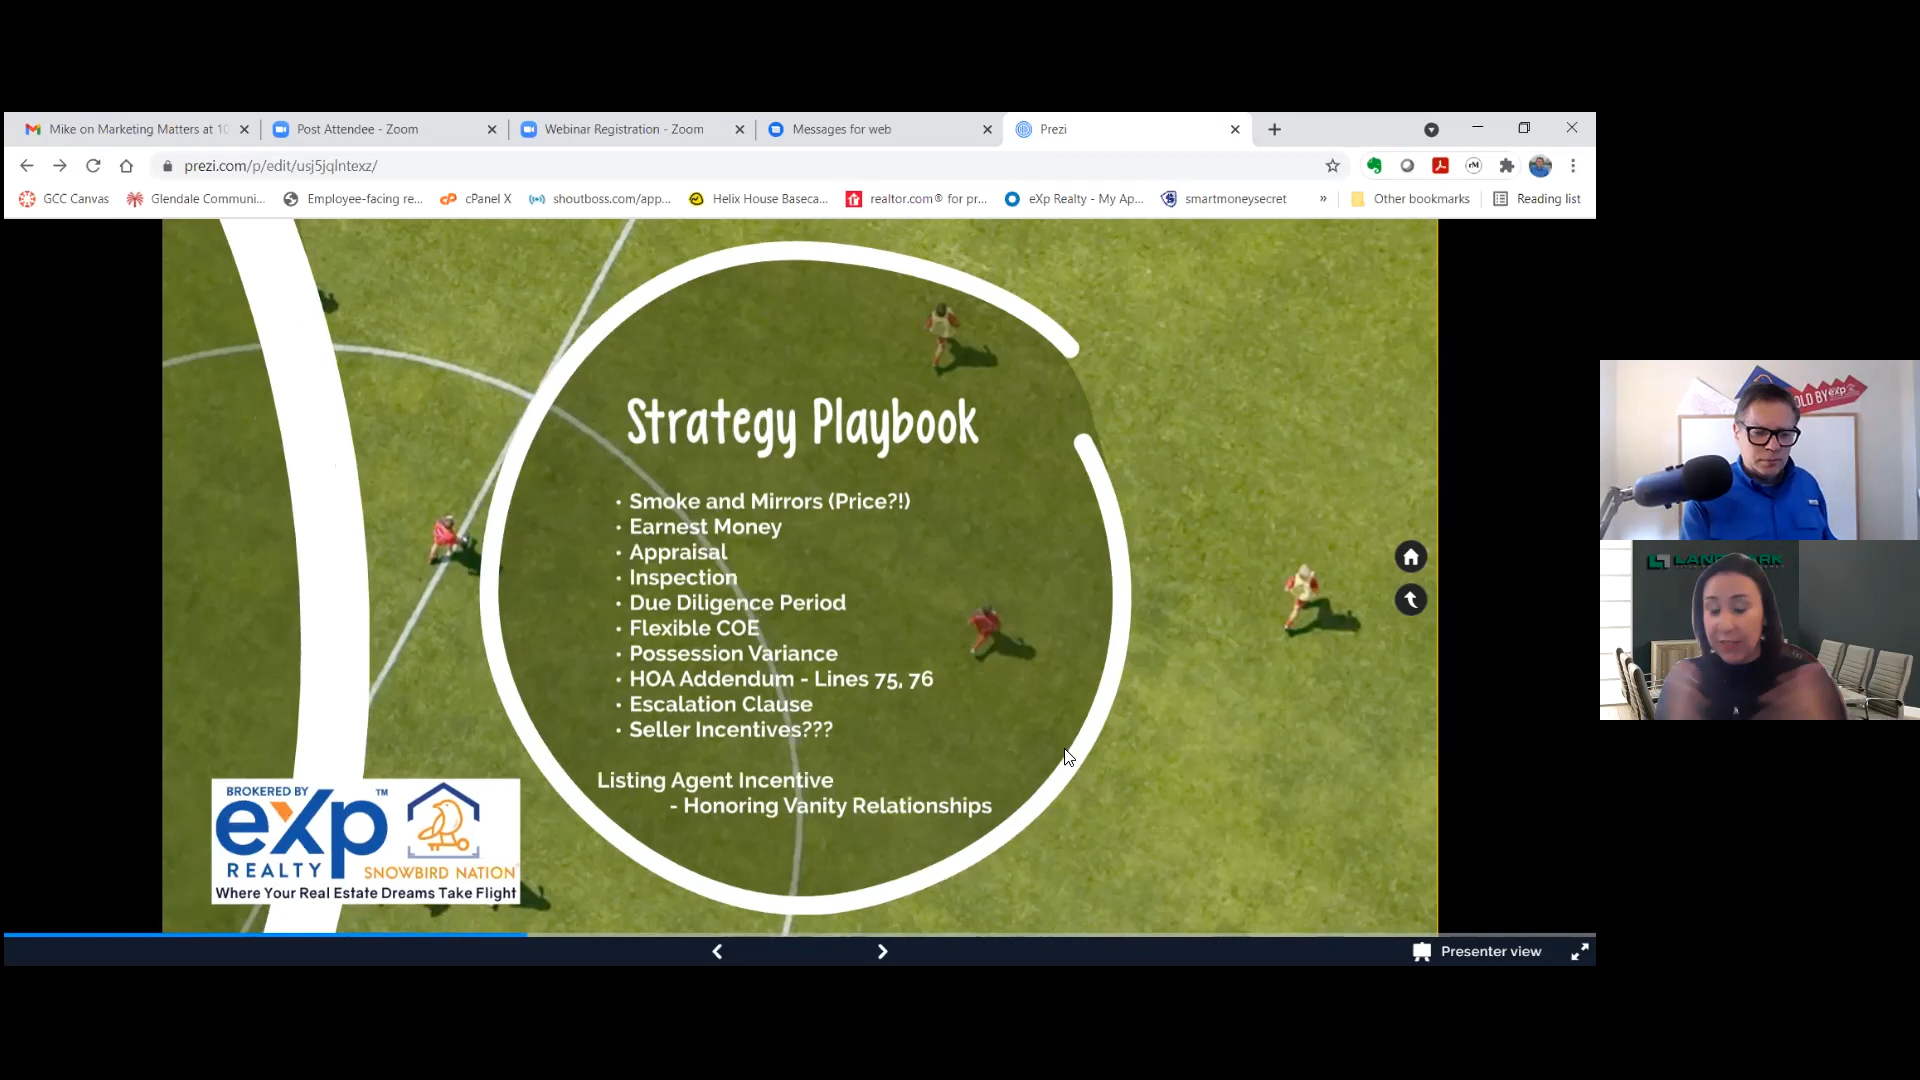 Mike on Marketing Matters at 10
Post Attendee - Zoom
Webinar Registration - Zoom
Messages for web
Prezi
prezi.com/p/edit/usj5jqlntexz/
GCC Canvas
Glendale Communi...
Employee-facing re...
cPanel X
shoutboss.com/app...
Helix House Baseca...
realtor.com® for pr...
eXp Realty - My Ap...
smartmoneysecret
»
Other bookmarks
Reading list
Strategy Playbook
• Smoke and Mirrors (Price?!)
• Earnest Money
• Appraisal
• Inspection
• Due Diligence Period
• Flexible COE
• Possession Variance
• HOA Addendum - Lines 75, 76
• Escalation Clause
• Seller Incentives???
Listing Agent Incentive
- Honoring Vanity Relationships
BROKERED BY
eXp™
REALTY
SNOWBIRD NATION
Where Your Real Estate Dreams Take Flight
Presenter view
OLD BY eXp